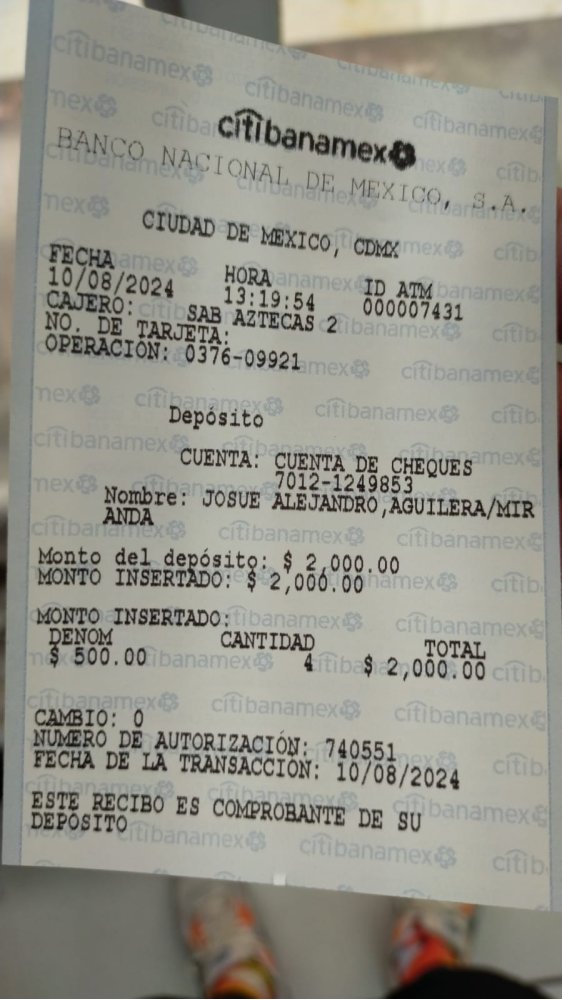 citibanamex
BANCO NACIONAL DE MEXICO, S.A.
CIUDAD DE MEXICO, CDMX
FECHA HORA ID ATM
10/08/2024 13:19:54 000007431
CAJERO: SAB AZTECAS 2
NO. DE TARJETA:
OPERACIÓN: 0376-09921
Depósito
CUENTA: CUENTA DE CHEQUES
7012-1249853
Nombre: JOSUE ALEJANDRO,AGUILERA/MIR
ANDA
Monto del depósito: $ 2,000.00
MONTO INSERTADO: $ 2,000.00
MONTO INSERTADO:
DENOM CANTIDAD TOTAL
$ 500.00 4 $ 2,000.00
CAMBIO: 0
NUMERO DE AUTORIZACIÓN: 740551
FECHA DE LA TRANSACCIÓN: 10/08/2024
ESTE RECIBO ES COMPROBANTE DE SU
DEPÓSITO